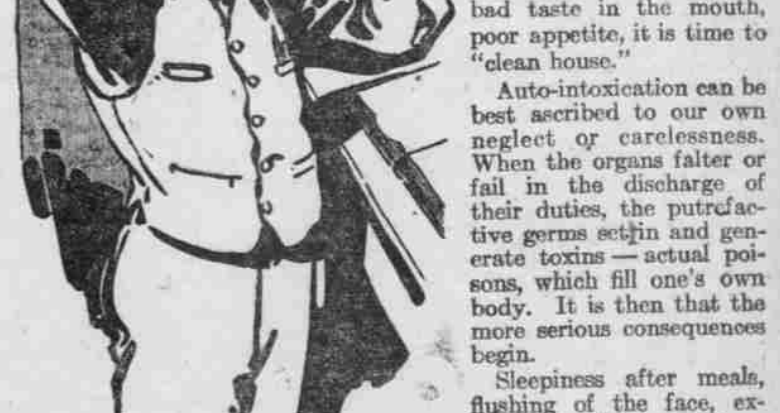 bad taste in the mouth,
poor appetite, it is time to
"clean house."
Auto-intoxication can be
best ascribed to our own
neglect or carelessness.
When the organs falter or
fail in the discharge of
their duties, the putrefac-
tive germs set in and gen-
erate toxins — actual poi-
sons, which fill one's own
body. It is then that the
more serious consequences
begin.
Sleepiness after meals,
flushing of the face, ex-